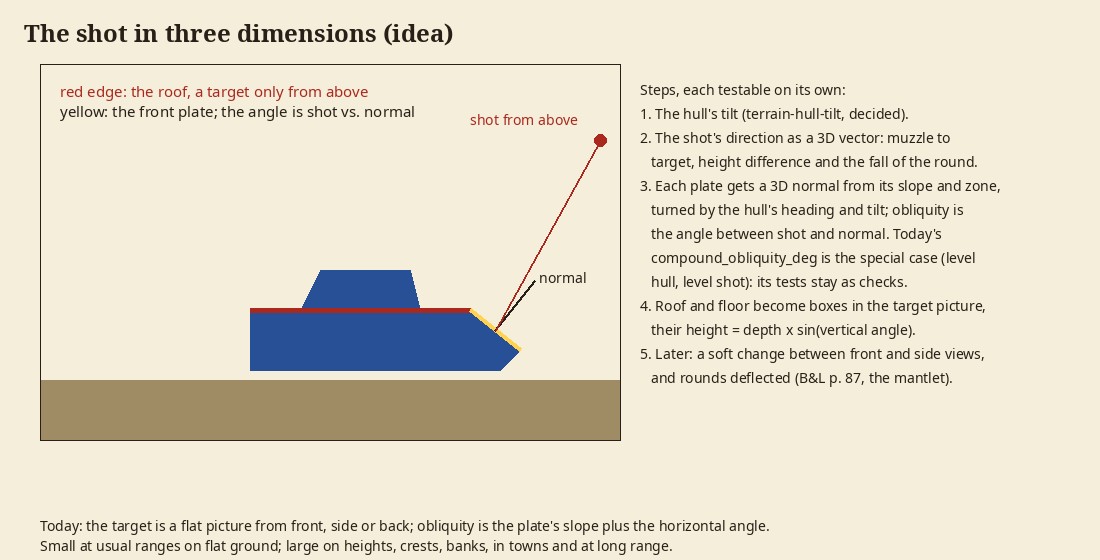 The shot in three dimensions (idea)
red edge: the roof, a target only from above
yellow: the front plate; the angle is shot vs. normal
shot from above
normal
Steps, each testable on its own:
1. The hull's tilt (terrain-hull-tilt, decided).
2. The shot's direction as a 3D vector: muzzle to
target, height difference and the fall of the round.
3. Each plate gets a 3D normal from its slope and zone,
turned by the hull's heading and tilt; obliquity is
the angle between shot and normal. Today's
compound_obliquity_deg is the special case (level
hull, level shot): its tests stay as checks.
4. Roof and floor become boxes in the target picture,
their height = depth x sin(vertical angle).
5. Later: a soft change between front and side views,
and rounds deflected (B&L p. 87, the mantlet).
Today: the target is a flat picture from front, side or back; obliquity is the plate's slope plus the horizontal angle.
Small at usual ranges on flat ground; large on heights, crests, banks, in towns and at long range.